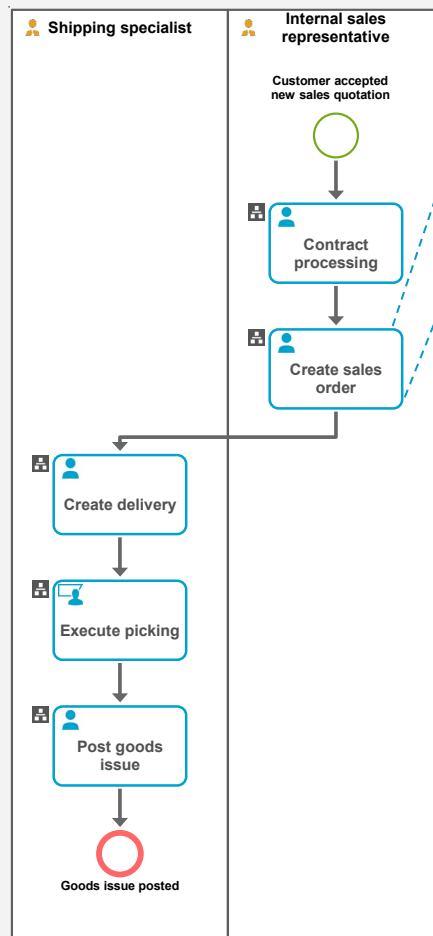 Shipping specialist
Internal sales
representative
Customer accepted
new sales quotation
Contract
processing
Create sales
order
Create delivery
Execute picking
Post goods
issue
Goods issue posted